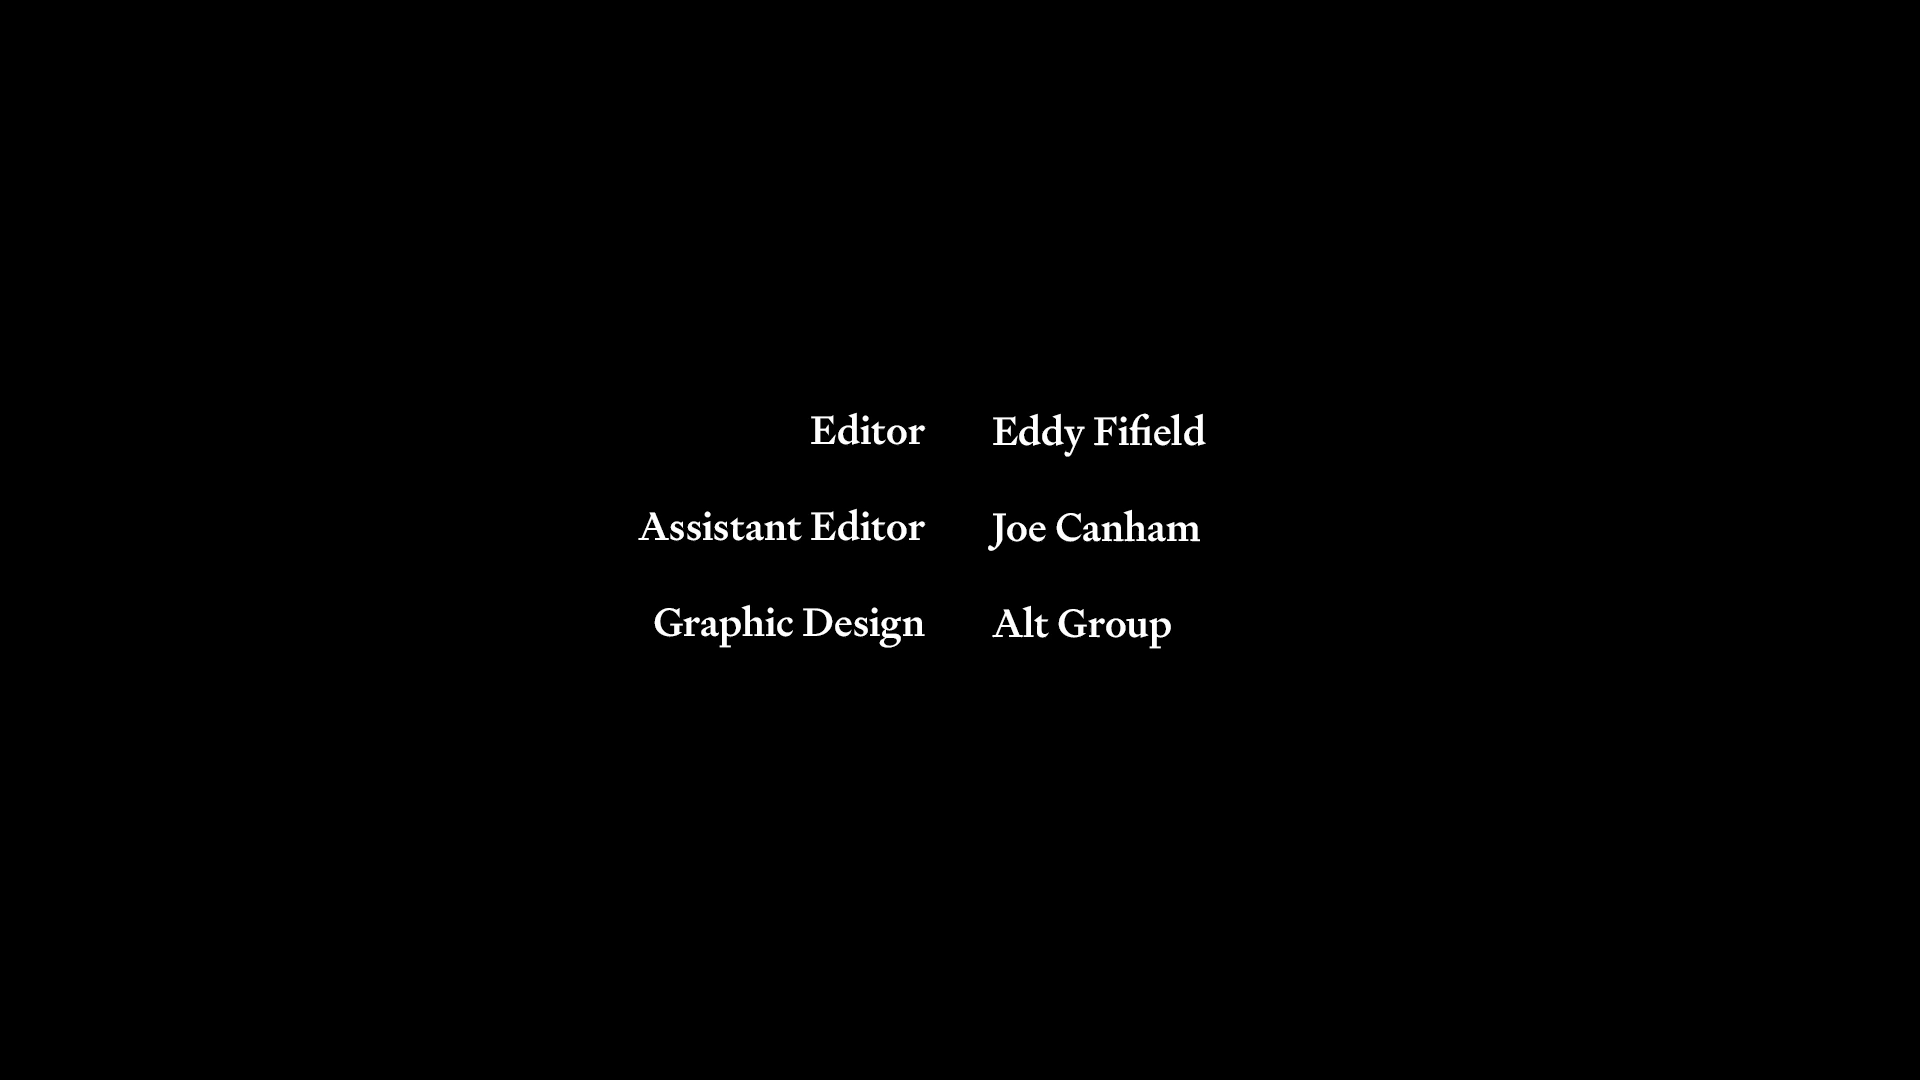 Editor Eddy Fifield
Assistant Editor Joe Canham
Graphic Design Alt Group